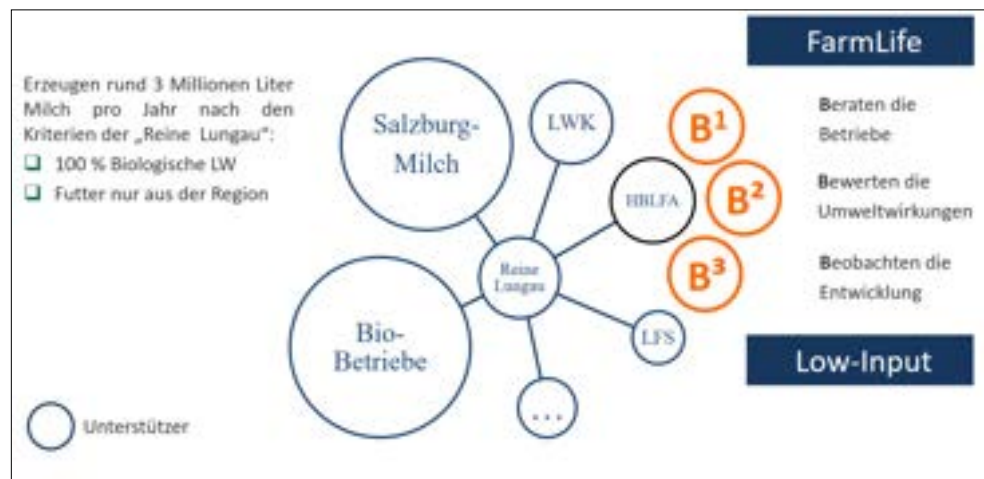 FarmLife
Erzeugen rund 3 Millionen Liter
Milch pro Jahr nach den
Kriterien der „Reine Lungau“:
100 % Biologische LW
Futter nur aus der Region
Salzburg-
Milch
LWK
HBLFA
Reine
Lungau
Bio-
Betriebe
LFS
...
B¹
B²
B³
Beraten die
Betriebe
Bewerten die
Umweltwirkungen
Beobachten die
Entwicklung
Low-Input
Unterstützer